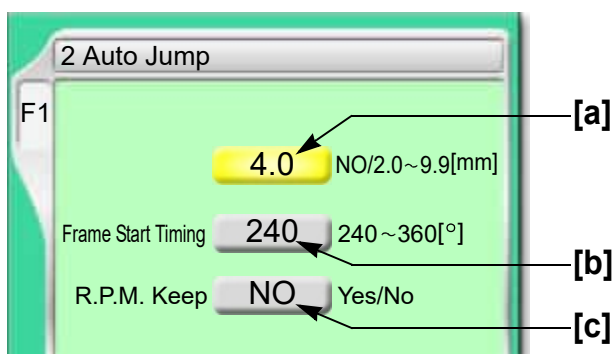 2 Auto Jump
F1
[a]
4.0 NO/2.0~9.9[mm]
Frame Start Timing 240 240~360[°]
[b]
R.P.M. Keep NO Yes/No
[c]